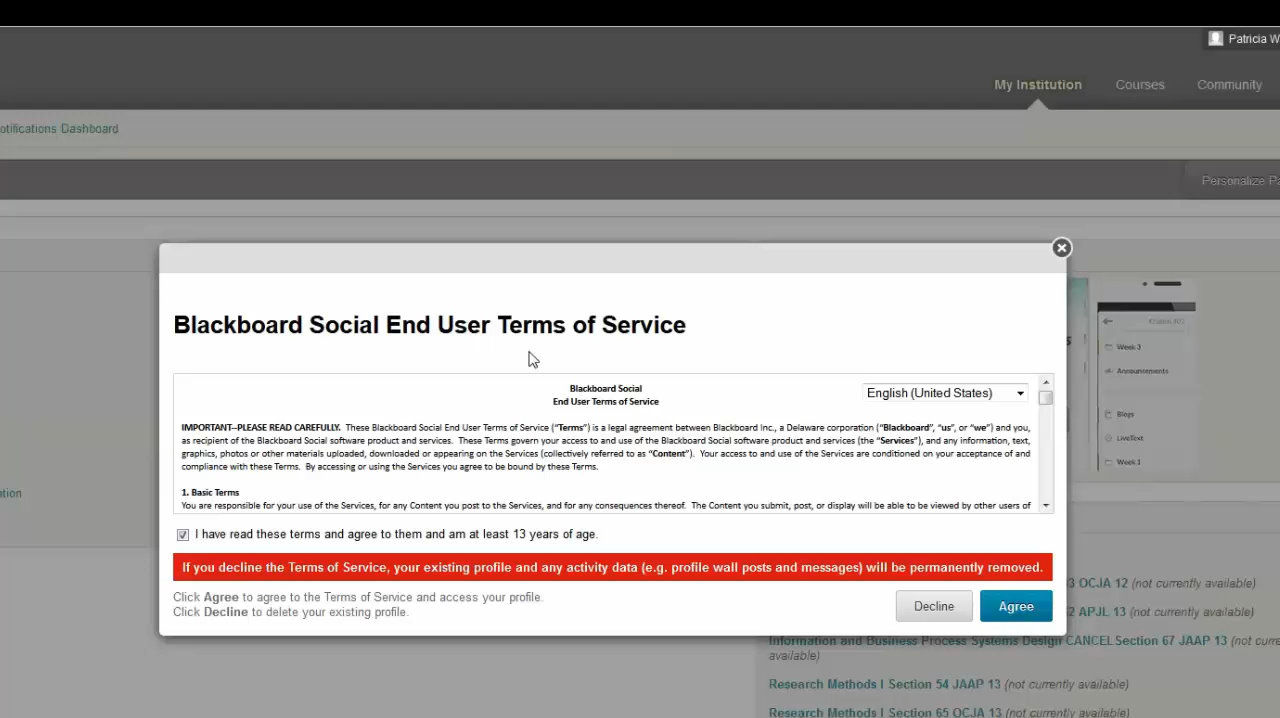 Patricia W
My Institution Courses Community
otifications Dashboard
Personalize Pa
Blackboard Social End User Terms of Service
Blackboard Social
End User Terms of Service
English (United States)
IMPORTANT--PLEASE READ CAREFULLY. These Blackboard Social End User Terms of Service (“Terms”) is a legal agreement between Blackboard Inc., a Delaware corporation (“Blackboard”, “us”, or “we”) and you,
as recipient of the Blackboard Social software product and services. These Terms govern your access to and use of the Blackboard Social software product and services (the “Services”), and any information, text,
graphics, photos or other materials uploaded, downloaded or appearing on the Services (collectively referred to as “Content”). Your access to and use of the Services are conditioned on your acceptance of and
compliance with these Terms. By accessing or using the Services you agree to be bound by these Terms.
1. Basic Terms
You are responsible for your use of the Services, for any Content you post to the Services, and for any consequences thereof. The Content you submit, post, or display will be able to be viewed by other users of
I have read these terms and agree to them and am at least 13 years of age.
If you decline the Terms of Service, your existing profile and any activity data (e.g. profile wall posts and messages) will be permanently removed.
Click Agree to agree to the Terms of Service and access your profile.
Click Decline to delete your existing profile.
Decline Agree
s
Week 3
Announcements
Blogs
LiveText
Week 1
ation
3 OCJA 12 (not currently available)
2 APJL 13 (not currently available)
Information and Business Process Systems Design CANCELSection 67 JAAP 13 (not curre
available)
Research Methods I Section 54 JAAP 13 (not currently available)
Research Methods I Section 65 OCJA 13 (not currently available)